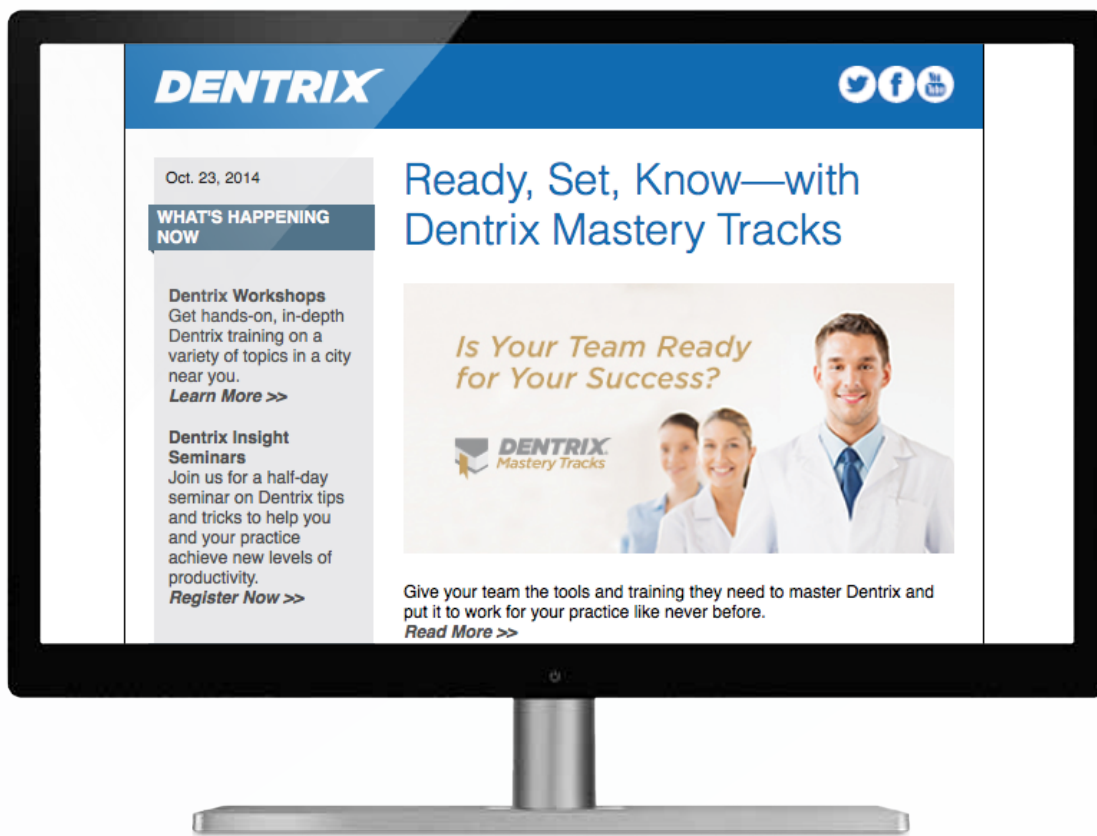 DENTRIX
You
Tube
Oct. 23, 2014
WHAT'S HAPPENING
NOW
Dentrix Workshops
Get hands-on, in-depth
Dentrix training on a
variety of topics in a city
near you.
Learn More >>
Dentrix Insight
Seminars
Join us for a half-day
seminar on Dentrix tips
and tricks to help you
and your practice
achieve new levels of
productivity.
Register Now >>
Ready, Set, Know—with
Dentrix Mastery Tracks
Is Your Team Ready
for Your Success?
DENTRIX
Mastery Tracks
Give your team the tools and training they need to master Dentrix and
put it to work for your practice like never before.
Read More >>